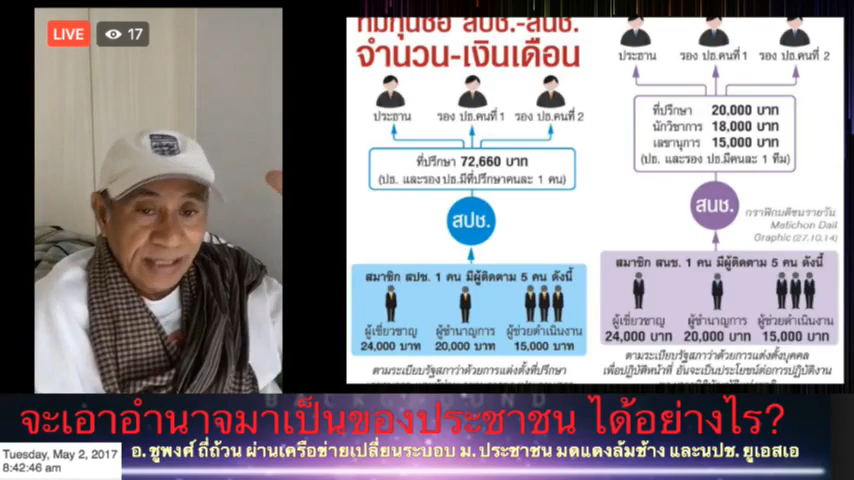 LIVE 17
ทีมกุนซือ สปช.-สนช.
จำนวน-เงินเดือน
ประธาน รอง ปธ.คนที่ 1 รอง ปธ.คนที่ 2
ที่ปรึกษา 72,660 บาท
(ปธ. และรอง ปธ.มีที่ปรึกษาคนละ 1 คน)
สปช.
สมาชิก สปช. 1 คน มีผู้ติดตาม 5 คน ดังนี้
ผู้เชี่ยวชาญ ผู้ชำนาญการ ผู้ช่วยดำเนินงาน
24,000 บาท 20,000 บาท 15,000 บาท
ตามระเบียบรัฐสภาว่าด้วยการแต่งตั้งที่ปรึกษา
ประธาน รอง ปธ.คนที่ 1 รอง ปธ.คนที่ 2
ที่ปรึกษา 20,000 บาท
นักวิชาการ 18,000 บาท
เลขานุการ 15,000 บาท
(ปธ. และรอง ปธ.มีคนละ 1 ทีม)
สนช.
กราฟิกมติชนรายวัน
Matichon Dail
Graphic (27.10.14)
สมาชิก สนช. 1 คน มีผู้ติดตาม 5 คน ดังนี้
ผู้เชี่ยวชาญ ผู้ชำนาญการ ผู้ช่วยดำเนินงาน
24,000 บาท 20,000 บาท 15,000 บาท
ตามระเบียบรัฐสภาว่าด้วยการแต่งตั้งบุคคล
เพื่อปฏิบัติหน้าที่ อันจะเป็นประโยชน์ต่อการปฏิบัติงาน
จะเอาอำนาจมาเป็นของประชาชน ได้อย่างไร?
อ. ชูพงศ์ ถี่ถ้วน ผ่านเครือข่ายเปลี่ยนระบอบ ม. ประชาชน มดแดงล้มช้าง และนปช. ยูเอสเอ
Tuesday, May 2, 2017
8:42:46 am